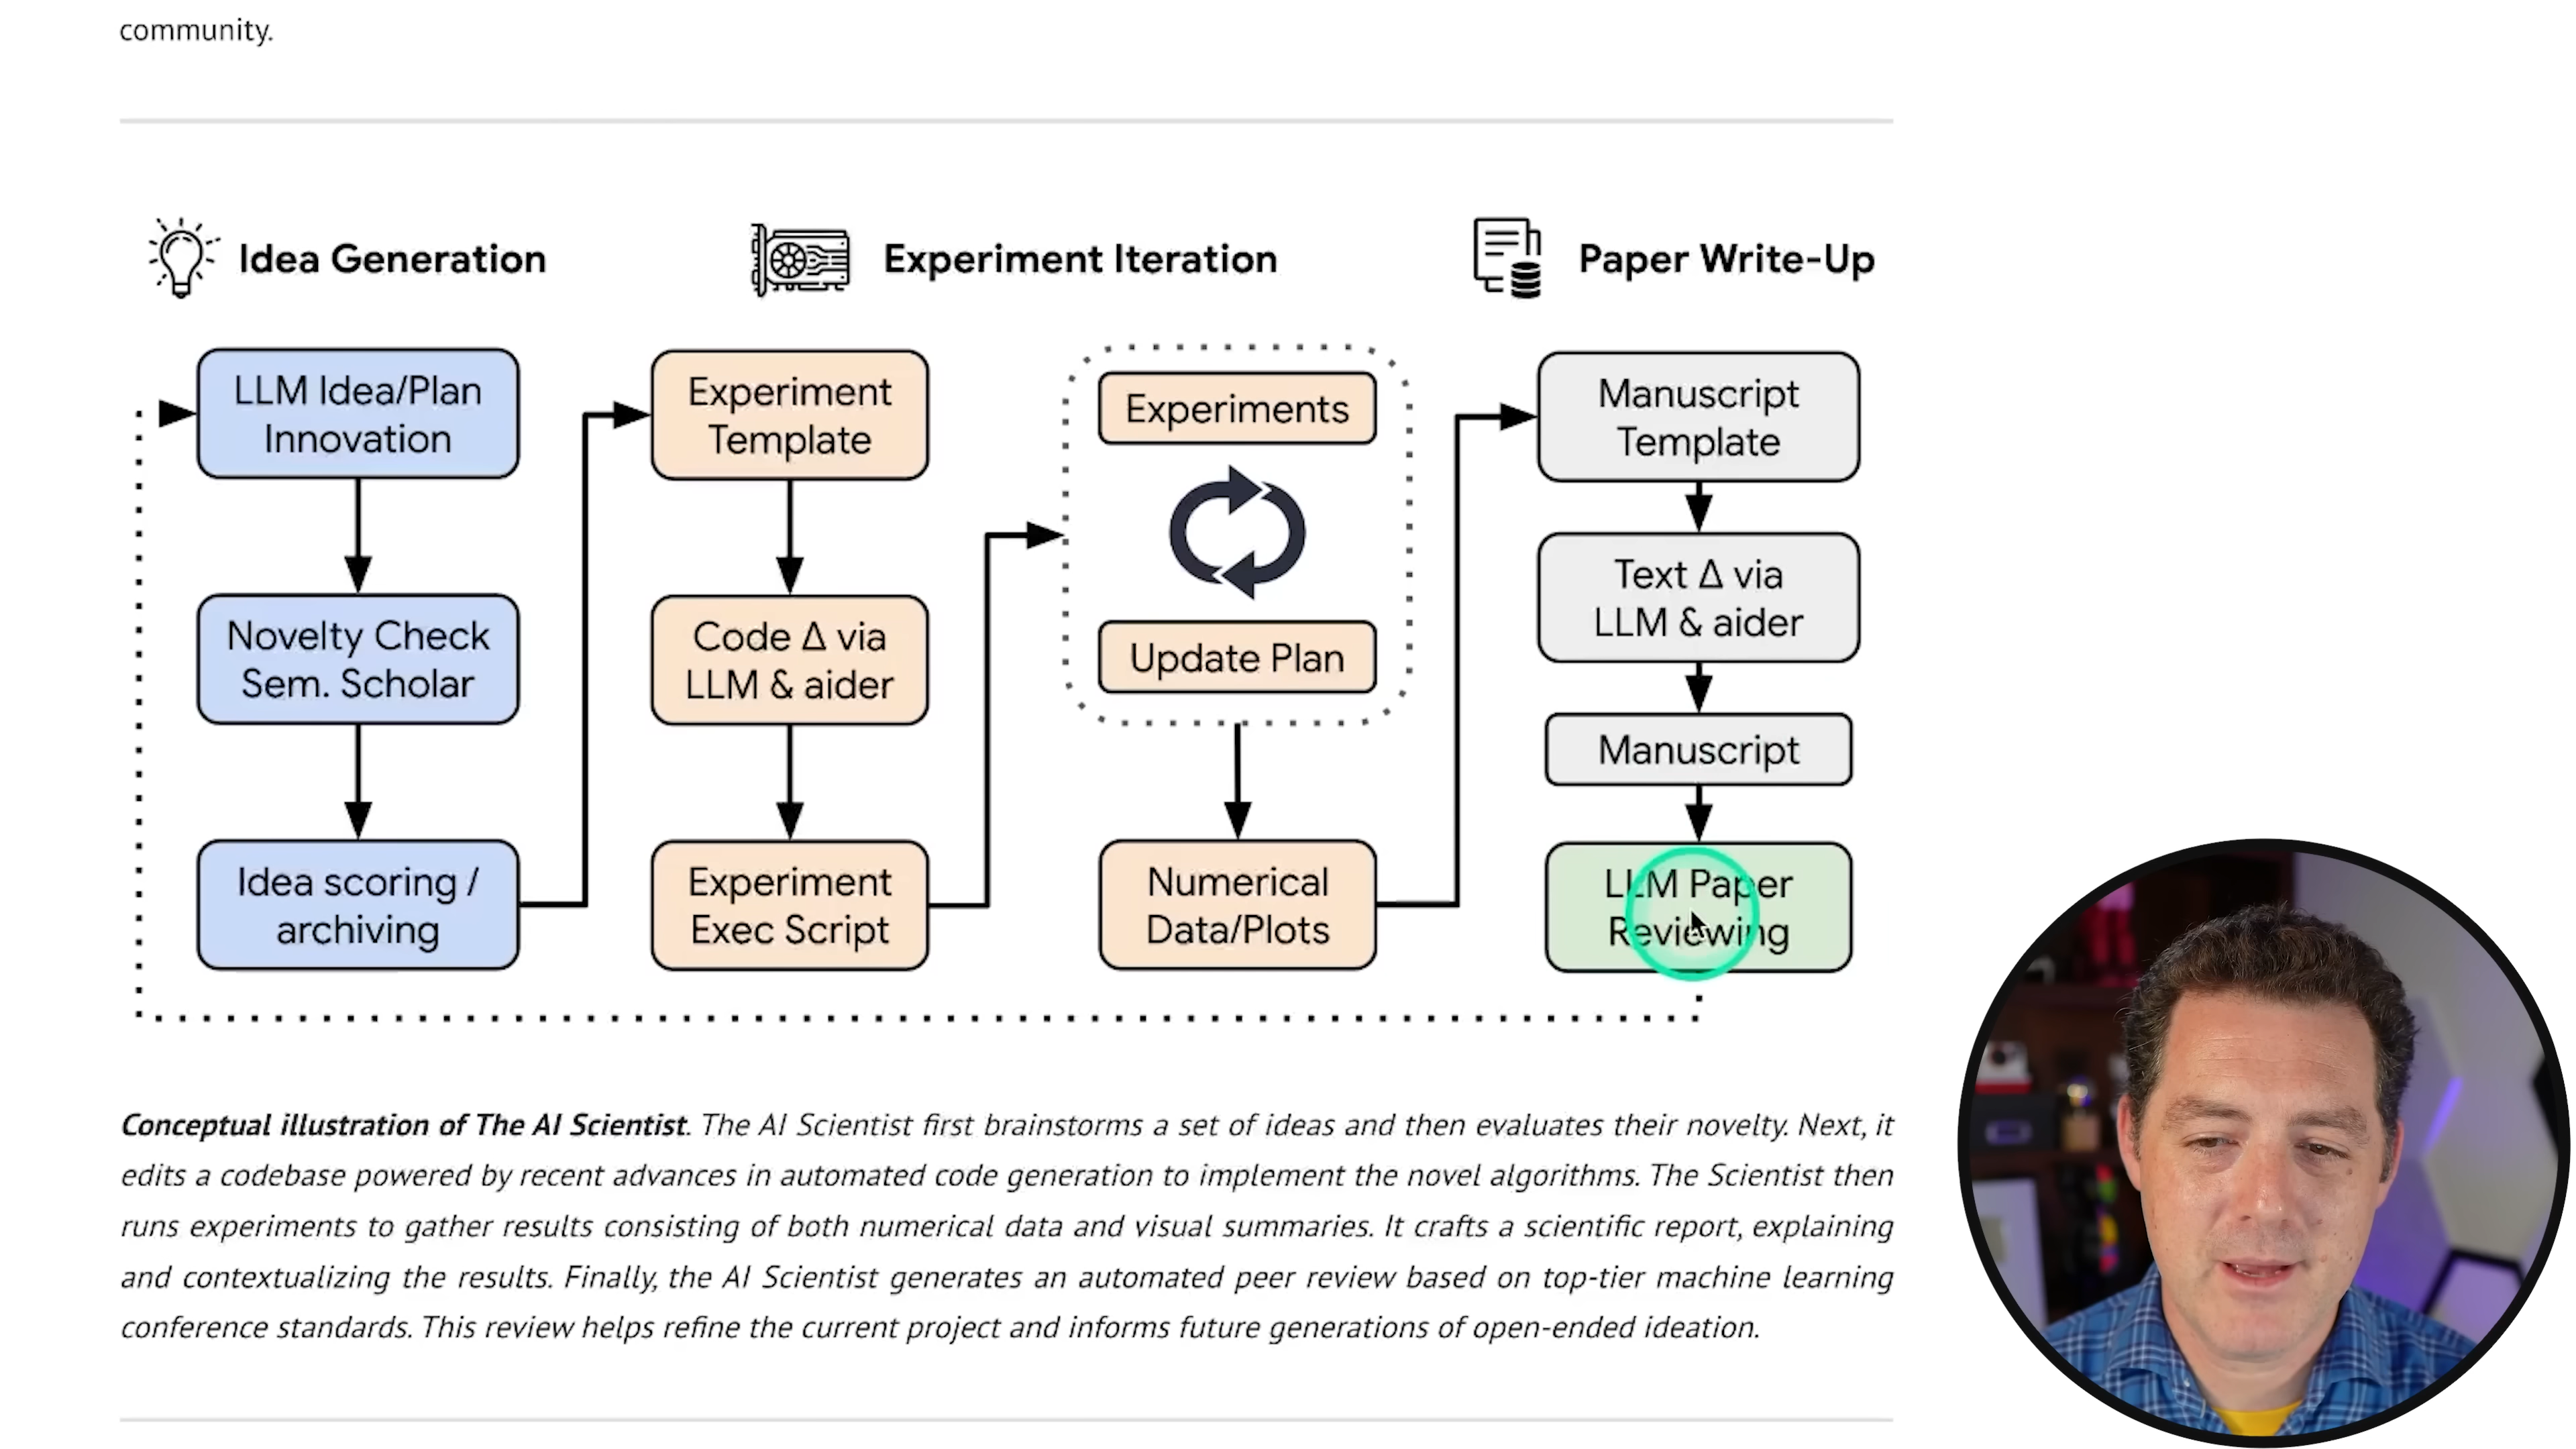 community.
Idea Generation
Experiment Iteration
Paper Write-Up
LLM Idea/Plan
Innovation
Novelty Check
Sem. Scholar
Idea scoring /
archiving
Experiment
Template
Code Δ via
LLM & aider
Experiment
Exec Script
Experiments
Update Plan
Numerical
Data/Plots
Manuscript
Template
Text Δ via
LLM & aider
Manuscript
LLM Paper
Reviewing
Conceptual illustration of The AI Scientist. The AI Scientist first brainstorms a set of ideas and then evaluates their novelty. Next, it
edits a codebase powered by recent advances in automated code generation to implement the novel algorithms. The Scientist then
runs experiments to gather results consisting of both numerical data and visual summaries. It crafts a scientific report, explaining
and contextualizing the results. Finally, the AI Scientist generates an automated peer review based on top-tier machine learning
conference standards. This review helps refine the current project and informs future generations of open-ended ideation.